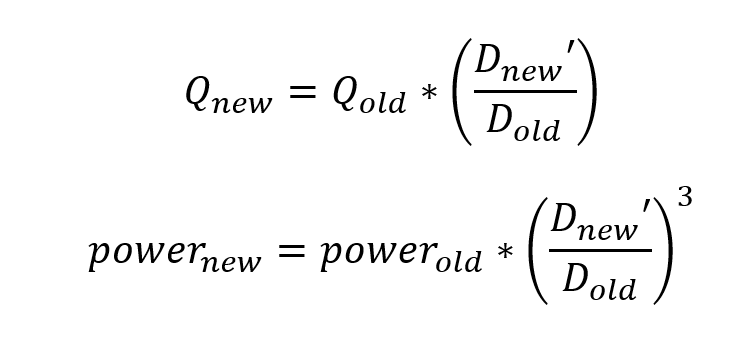 Q_new = Q_old * (D_new′ / D_old)
power_new = power_old * (D_new′ / D_old)^3